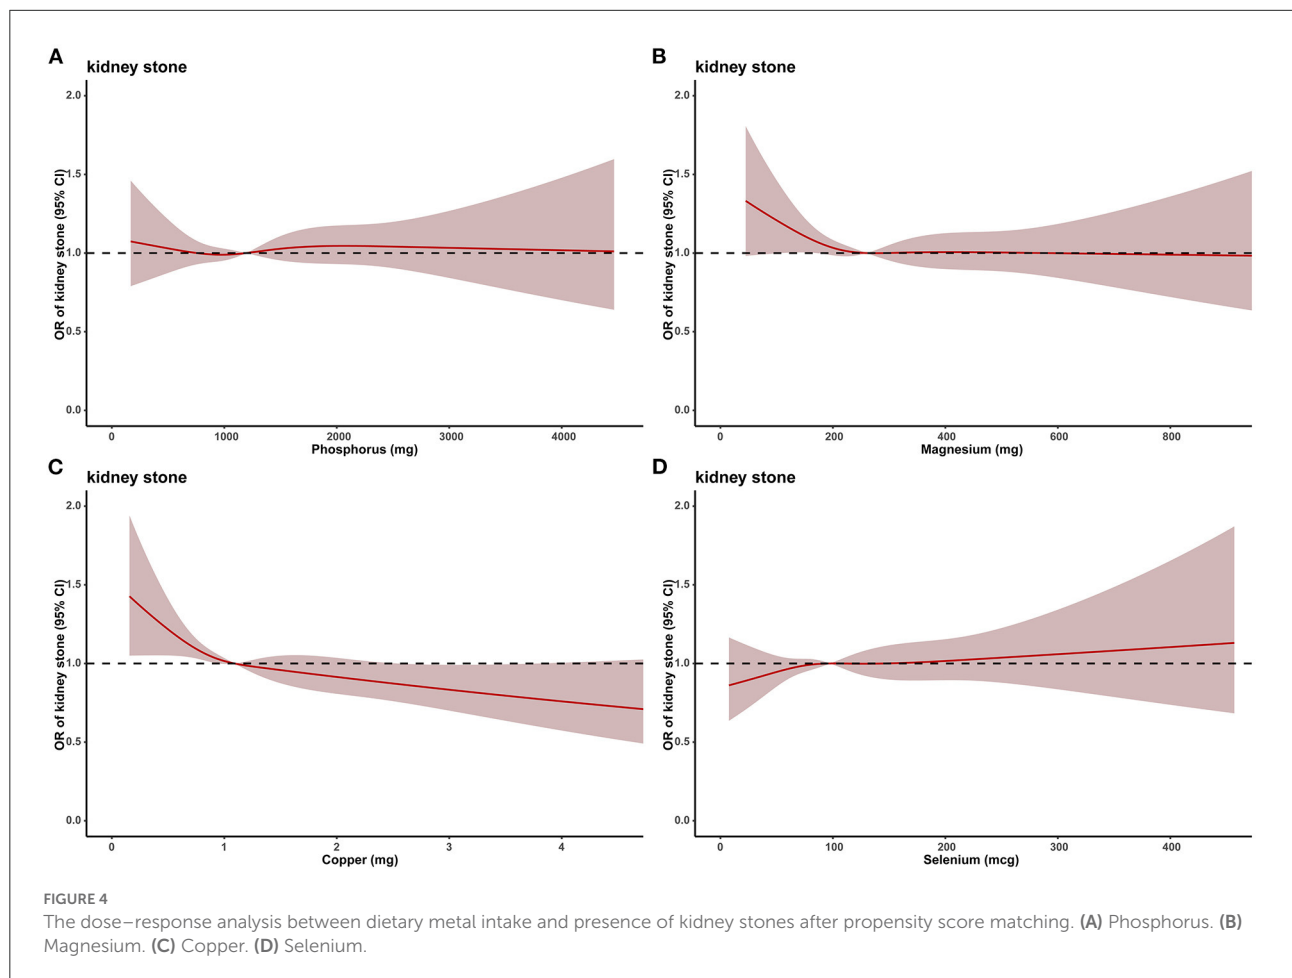 A
kidney stone
2.0
1.5
1.0
0.5
0.0
OR of kidney stone (95% CI)
0
1000
2000
3000
4000
Phosphorus (mg)
B
kidney stone
2.0
1.5
1.0
0.5
0.0
OR of kidney stone (95% CI)
0
200
400
600
800
Magnesium (mg)
C
kidney stone
2.0
1.5
1.0
0.5
0.0
OR of kidney stone (95% CI)
0
1
2
3
4
Copper (mg)
D
kidney stone
2.0
1.5
1.0
0.5
0.0
OR of kidney stone (95% CI)
0
100
200
300
400
Selenium (mcg)
FIGURE 4
The dose–response analysis between dietary metal intake and presence of kidney stones after propensity score matching. (A) Phosphorus. (B)
Magnesium. (C) Copper. (D) Selenium.